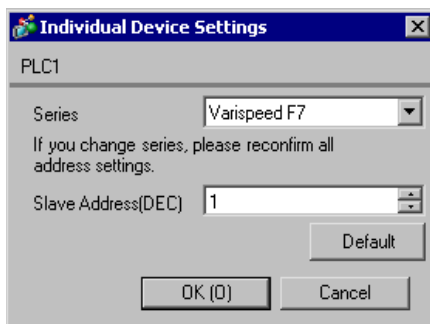 Individual Device Settings
PLC1
Series
Varispeed F7
If you change series, please reconfirm all
address settings.
Slave Address(DEC)
1
Default
OK (O)
Cancel